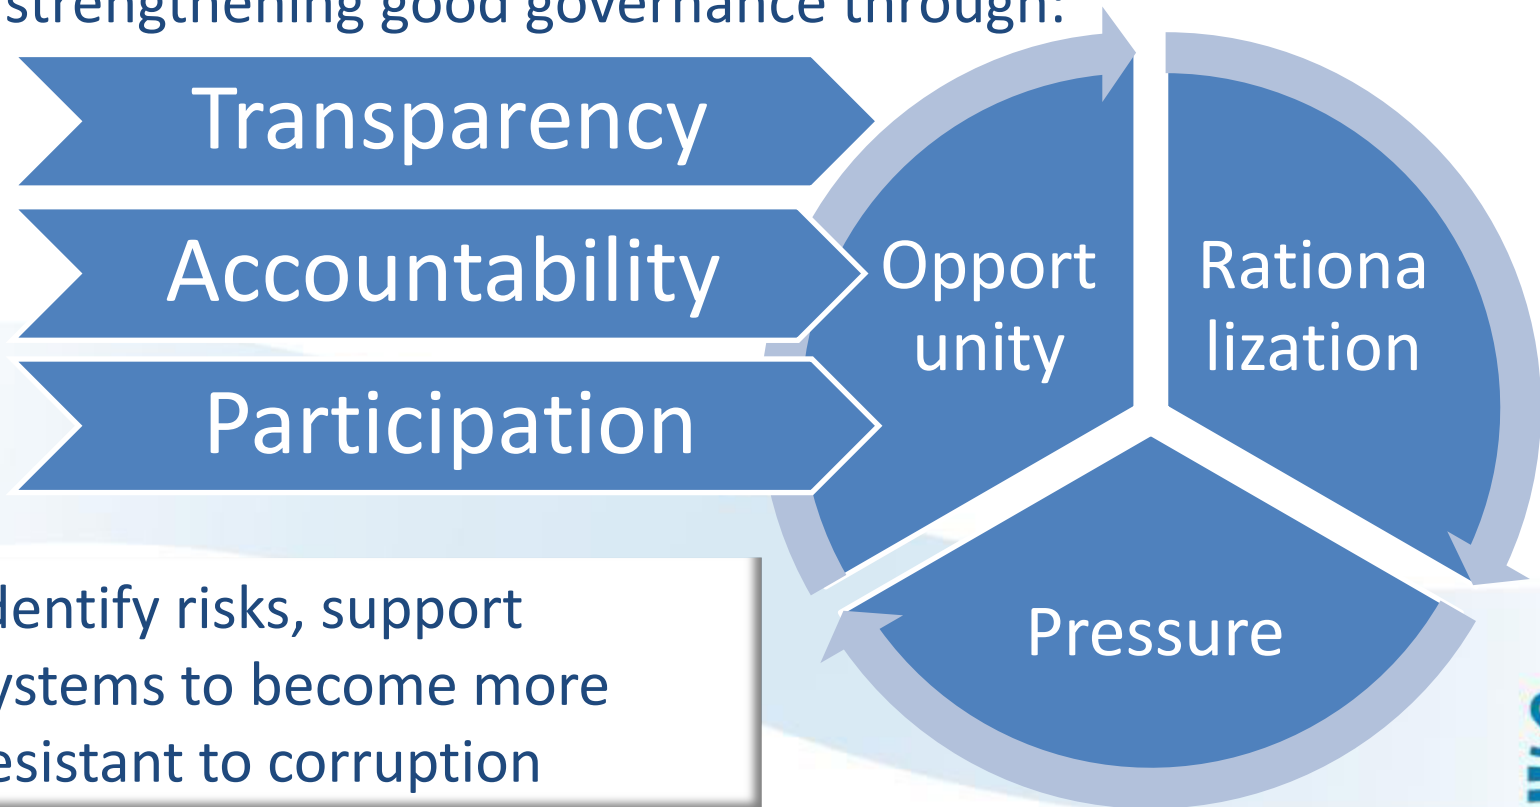 strengthening good governance through:
Transparency
Accountability
Participation
Opport
unity
Rationa
lization
Pressure
dentify risks, support
ystems to become more
esistant to corruption